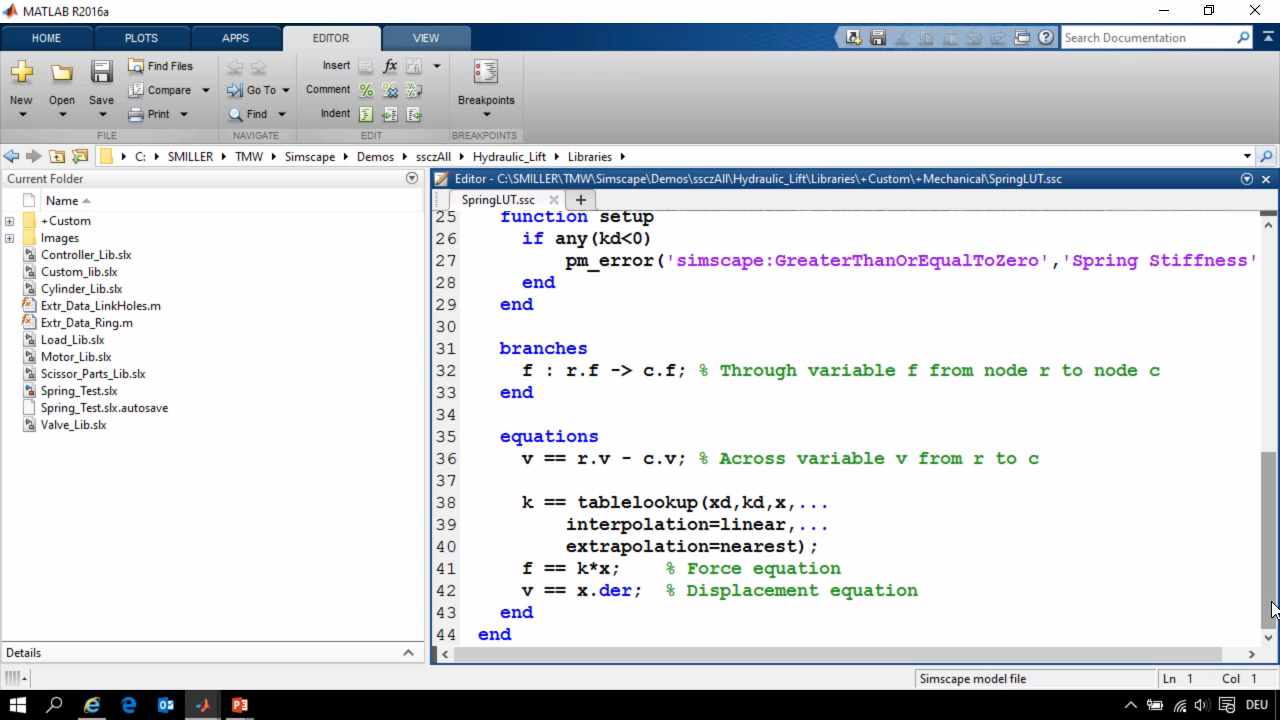 MATLAB R2016a
HOME PLOTS APPS EDITOR VIEW
Search Documentation
New Open Save Find Files Compare Print
FILE
Go To Find
NAVIGATE
Insert fx
Comment %
Indent
EDIT
Breakpoints
BREAKPOINTS
C: SMILLER TMW Simscape Demos ssczAll Hydraulic_Lift Libraries
Current Folder
Name
+Custom
Images
Controller_Lib.slx
Custom_lib.slx
Cylinder_Lib.slx
Extr_Data_LinkHoles.m
Extr_Data_Ring.m
Load_Lib.slx
Motor_Lib.slx
Scissor_Parts_Lib.slx
Spring_Test.slx
Spring_Test.slx.autosave
Valve_Lib.slx
Details
Editor - C:\SMILLER\TMW\Simscape\Demos\ssczAll\Hydraulic_Lift\Libraries\+Custom\+Mechanical\SpringLUT.ssc
SpringLUT.ssc
25 function setup
26 if any(kd<0)
27 pm_error('simscape:GreaterThanOrEqualToZero','Spring Stiffness'
28 end
29 end
30
31 branches
32 f : r.f -> c.f; % Through variable f from node r to node c
33 end
34
35 equations
36 v == r.v - c.v; % Across variable v from r to c
37
38 k == tablelookup(xd,kd,x,...
39 interpolation=linear,...
40 extrapolation=nearest);
41 f == k*x; % Force equation
42 v == x.der; % Displacement equation
43 end
44 end
Simscape model file
Ln 1 Col 1
DEU